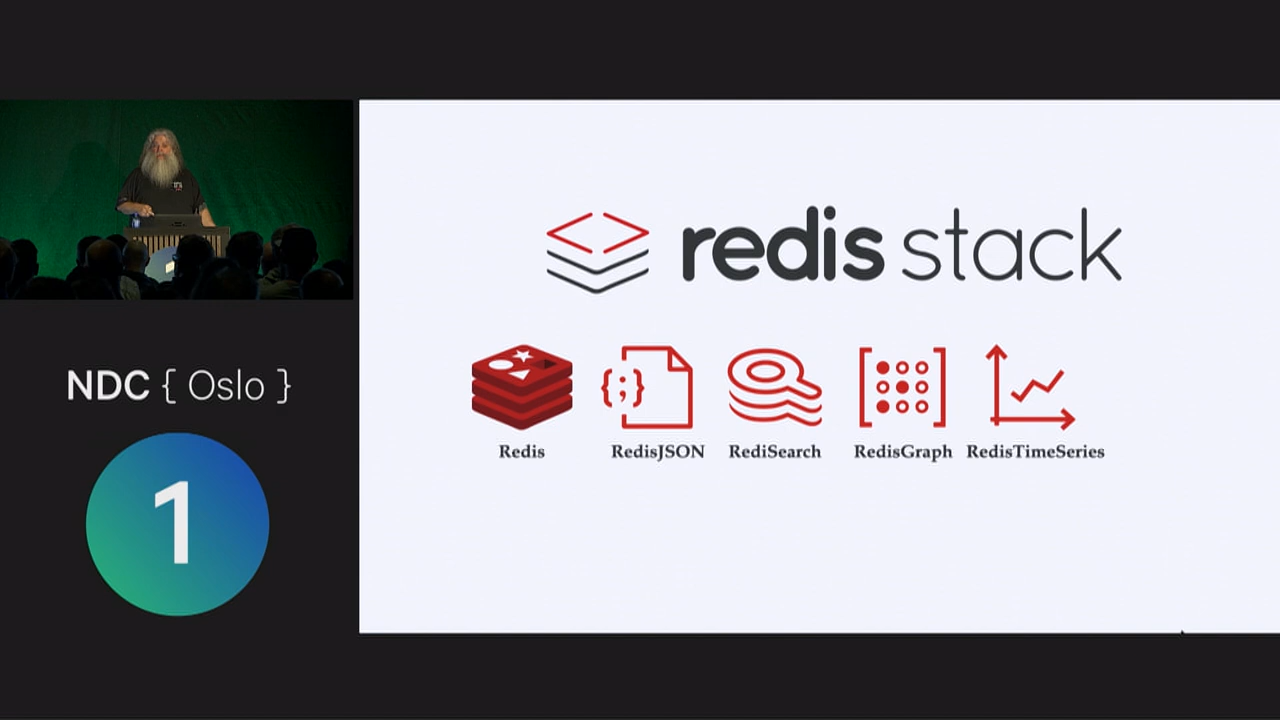 NDC { Oslo }
1
redis stack
Redis
RedisJSON
RediSearch
RedisGraph
RedisTimeSeries